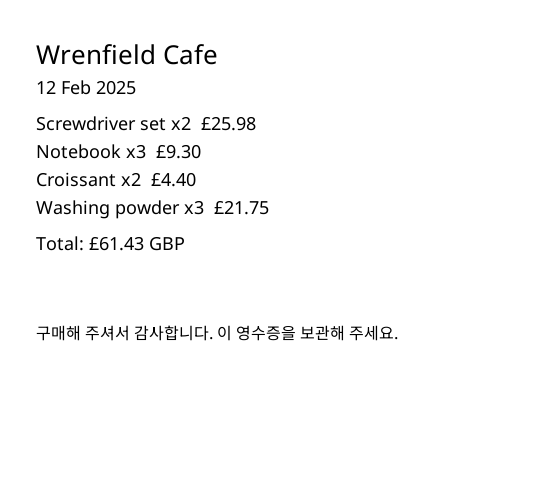 Wrenfield Cafe
12 Feb 2025
Screwdriver set x2  £25.98
Notebook x3  £9.30
Croissant x2  £4.40
Washing powder x3  £21.75
Total: £61.43 GBP
구매해 주셔서 감사합니다. 이 영수증을 보관해 주세요.